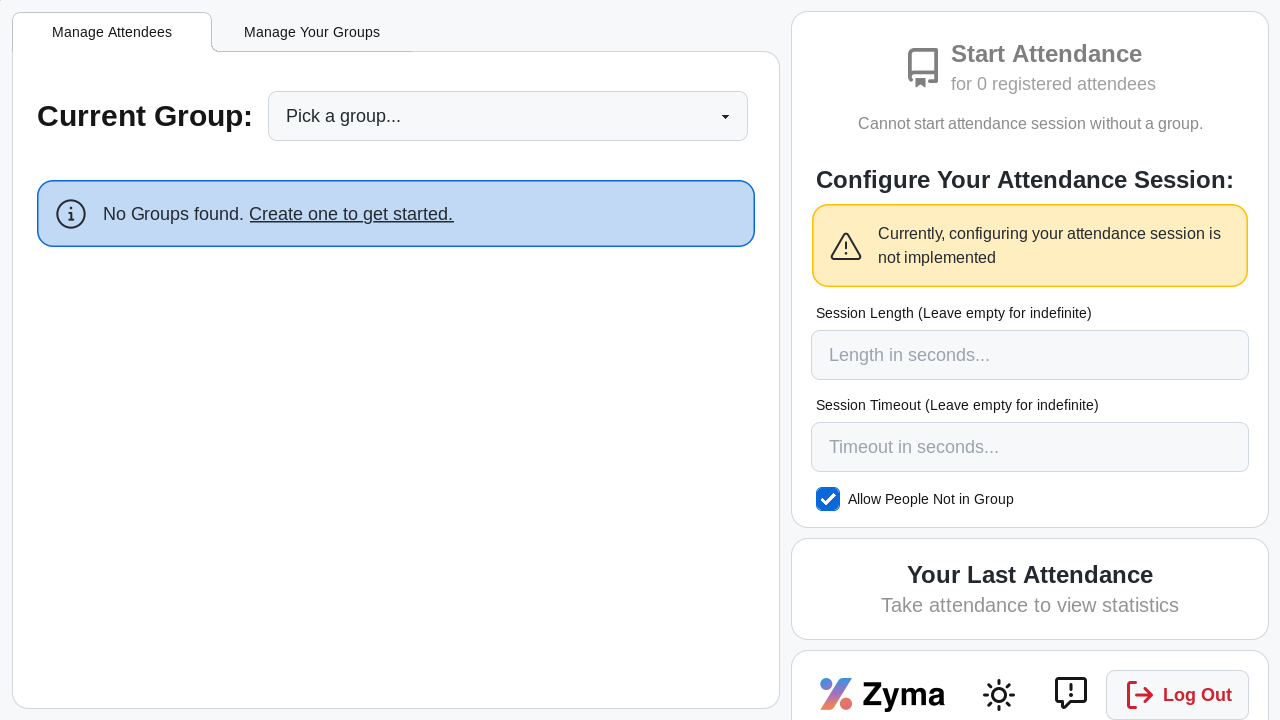 Manage Attendees
Manage Your Groups
Current Group:
Pick a group...
No Groups found. Create one to get started.
Start Attendance
for 0 registered attendees
Cannot start attendance session without a group.
Configure Your Attendance Session:
Currently, configuring your attendance session is
not implemented
Session Length (Leave empty for indefinite)
Length in seconds...
Session Timeout (Leave empty for indefinite)
Timeout in seconds...
Allow People Not in Group
Your Last Attendance
Take attendance to view statistics
Zyma
Log Out